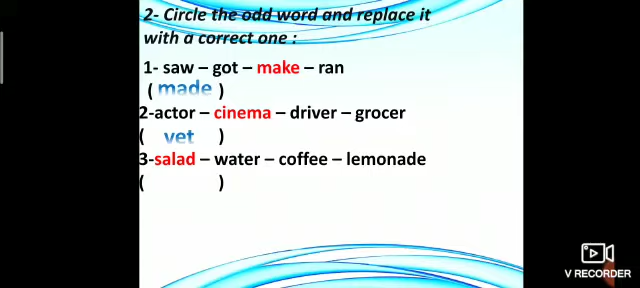 2- Circle the odd word and replace it
with a correct one :
1- saw – got – make – ran
( made )
2-actor – cinema – driver – grocer
( vet )
3-salad – water – coffee – lemonade
( )
V RECORDER